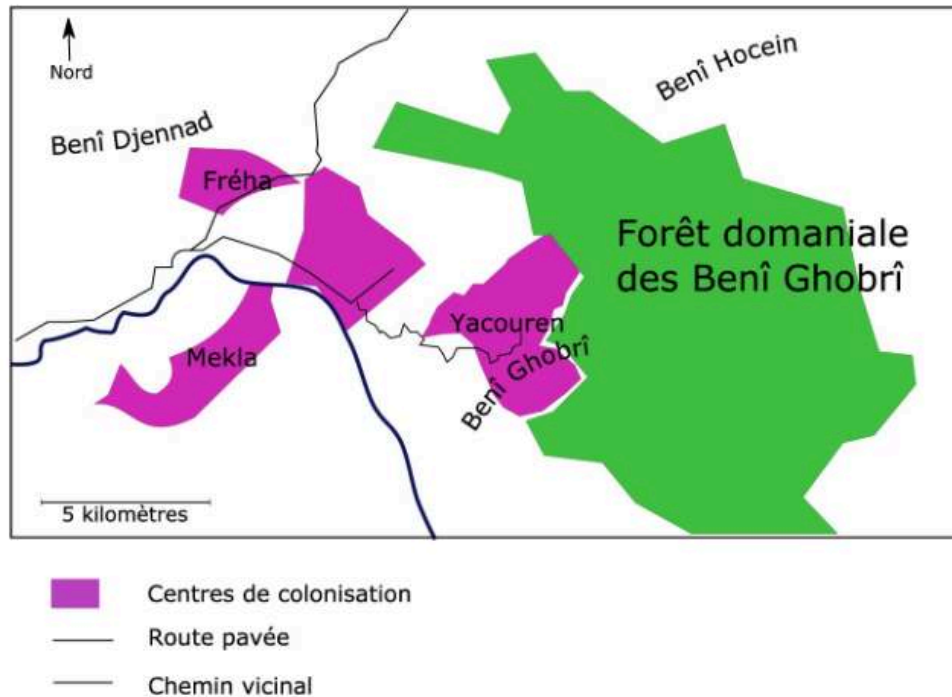 Nord
Benî Hocein
Benî Djennad
Fréha
Forêt domaniale
des Benî Ghobrî
Yacouren
Mekla
Benî Ghobrî
5 kilomètres
Centres de colonisation
Route pavée
Chemin vicinal